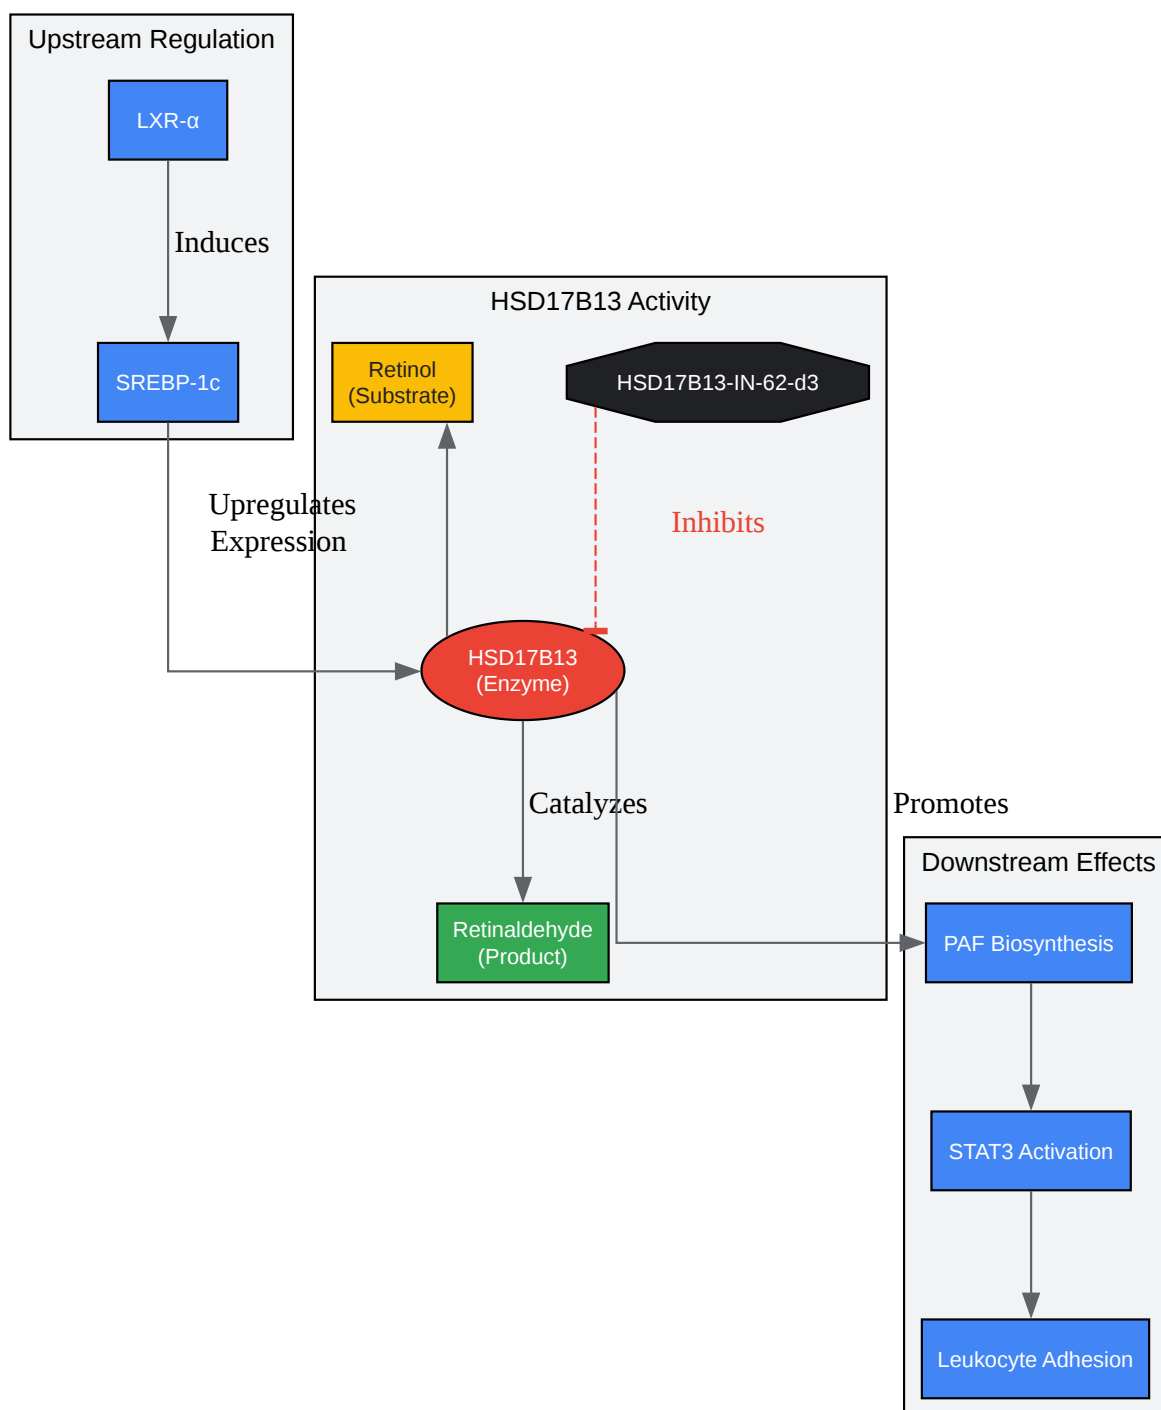 Upstream Regulation
LXR-α
Induces
SREBP-1c
Upregulates
Expression
HSD17B13 Activity
Retinol
(Substrate)
HSD17B13-IN-62-d3
Inhibits
HSD17B13
(Enzyme)
Catalyzes
Retinaldehyde
(Product)
Promotes
Downstream Effects
PAF Biosynthesis
STAT3 Activation
Leukocyte Adhesion